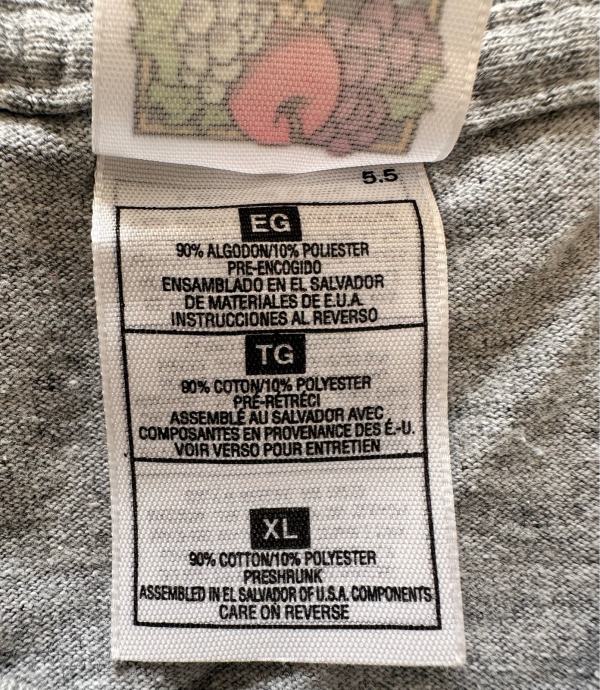 5.5
EG
90% ALGODON/10% POLIESTER
PRE-ENCOGIDO
ENSAMBLADO EN EL SALVADOR
DE MATERIALES DE E.U.A.
INSTRUCCIONES AL REVERSO
TG
90% COTON/10% POLYESTER
PRÉ-RÉTRÉCI
ASSEMBLÉ AU SALVADOR AVEC
COMPOSANTES EN PROVENANCE DES É.-U.
VOIR VERSO POUR ENTRETIEN
XL
90% COTTON/10% POLYESTER
PRESHRUNK
ASSEMBLED IN EL SALVADOR OF U.S.A. COMPONENTS
CARE ON REVERSE